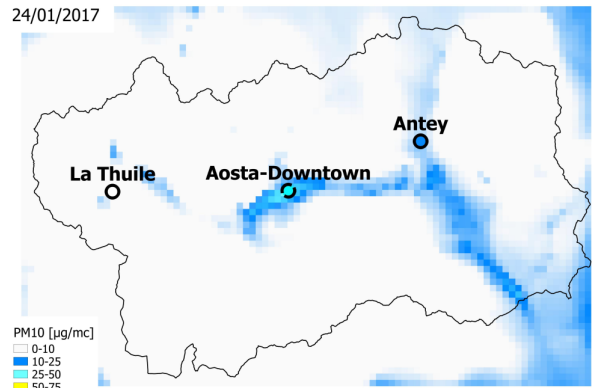 24/01/2017
Antey
La Thuile
Aosta-Downtown
PM10 [µg/mc]
0-10
10-25
25-50
50-75